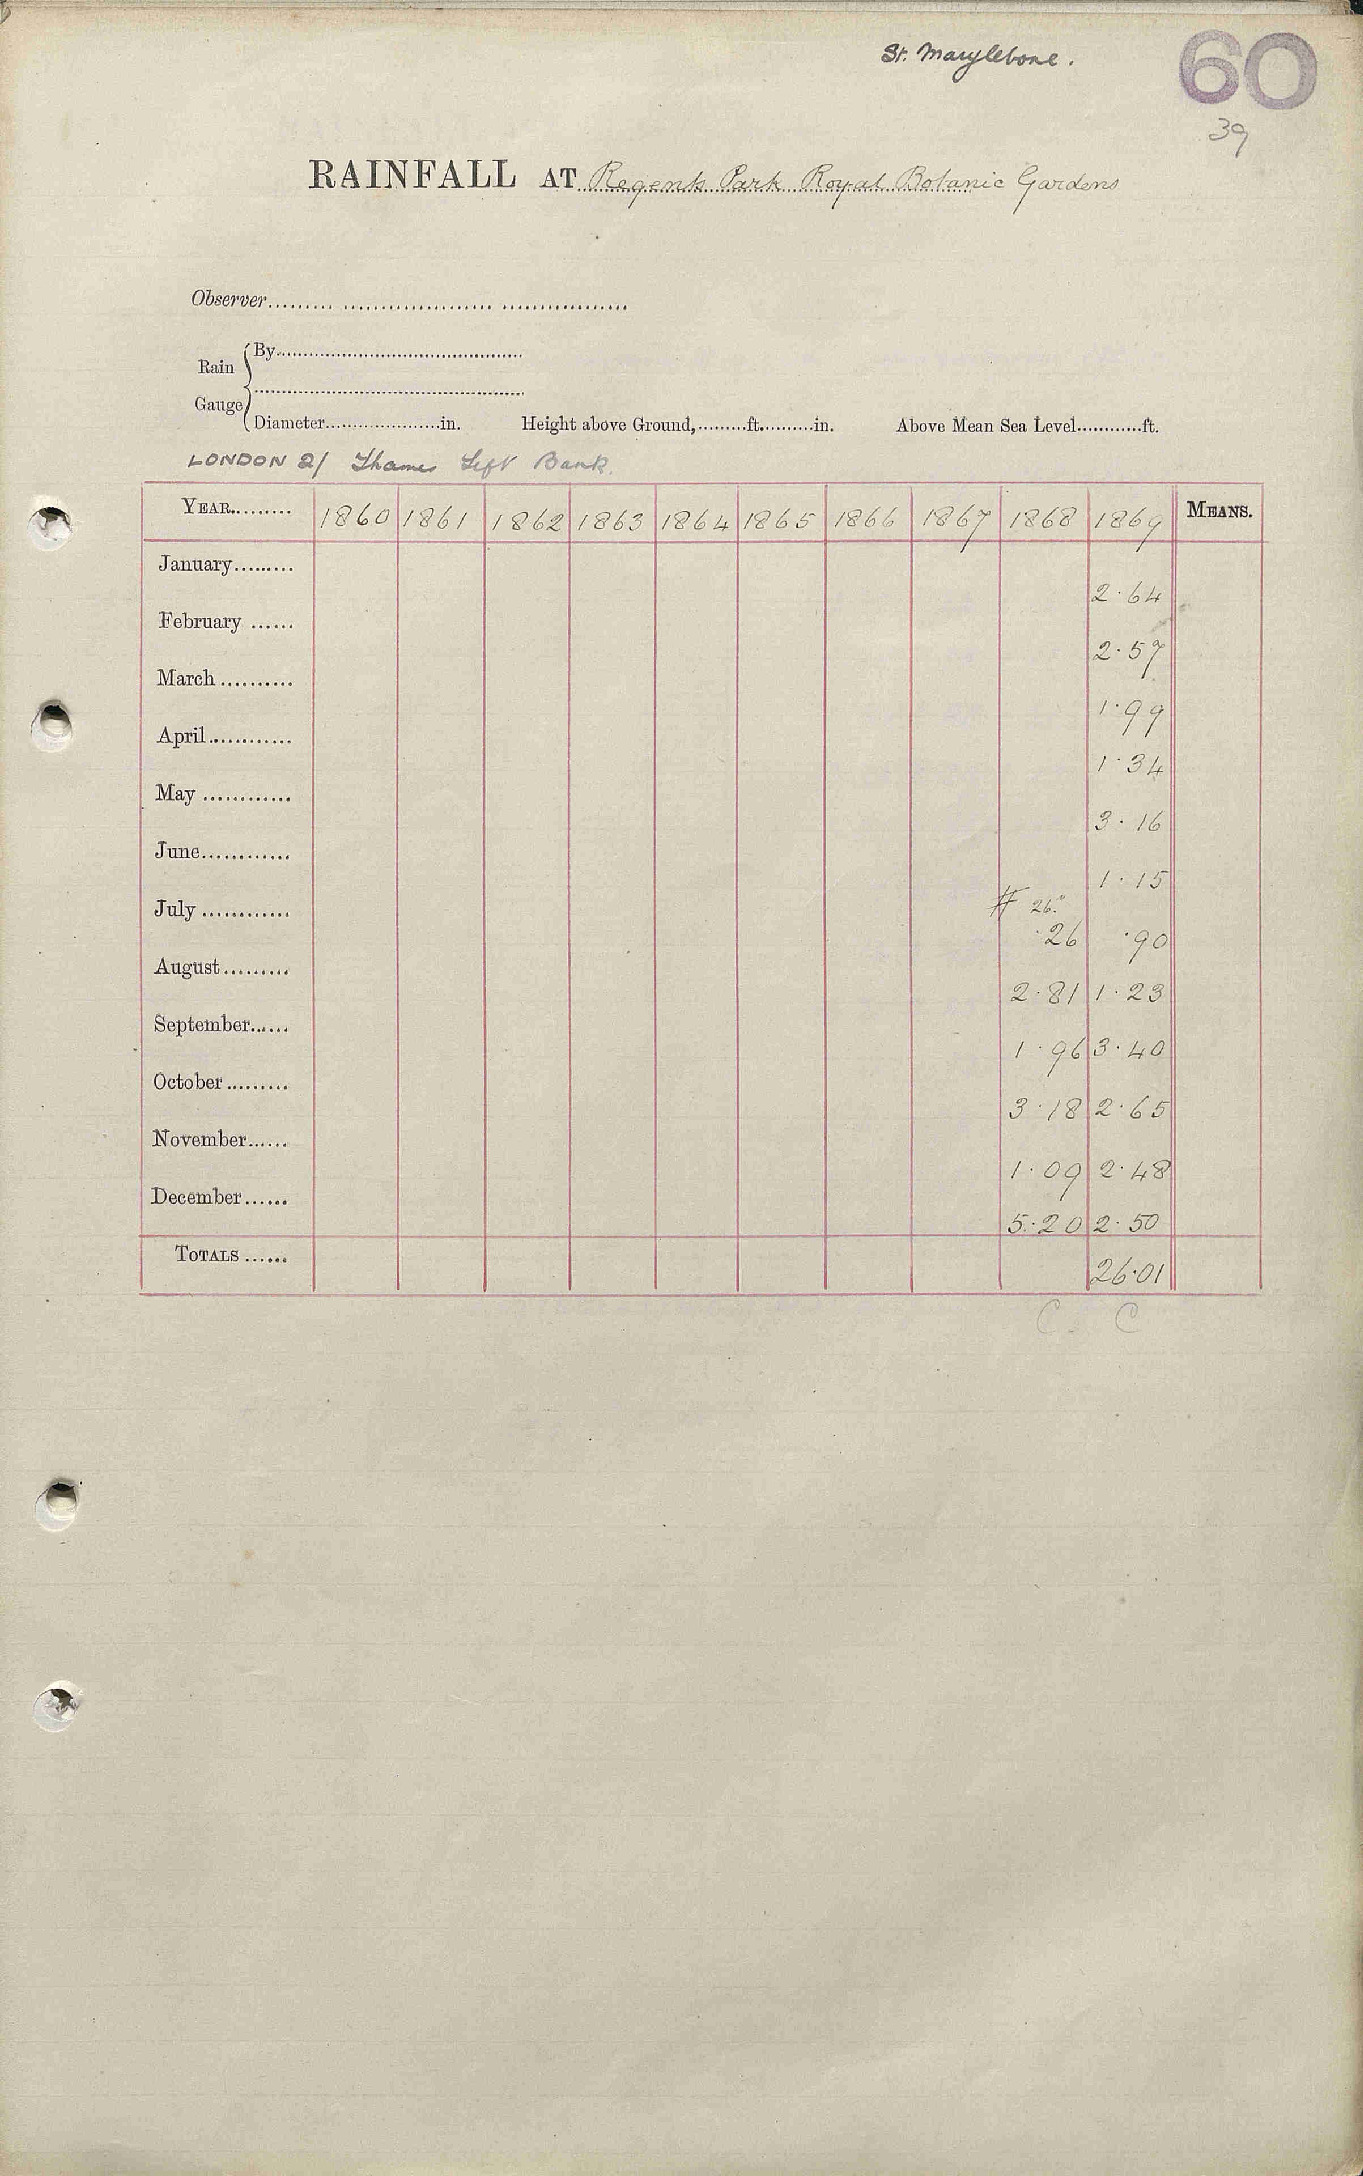 St. Marylebone.
60
39
RAINFALL AT Regents Park Royal Botanic Gardens
Observer
Rain Gauge
By
Diameter in. Height above Ground, ft. in. Above Mean Sea Level ft.
LONDON 2/ Thames Left Bank.
YEAR 1860 1861 1862 1863 1864 1865 1866 1867 1868 1869 MEANS.
January 2.64
February 2.57
March 1.99
April 1.34
May 3.16
June 1.15
# 26.
July .26 .90
August 2.81 1.23
September 1.96 3.40
October 3.18 2.65
November 1.09 2.48
December 5.20 2.50
TOTALS 26.01
C. C